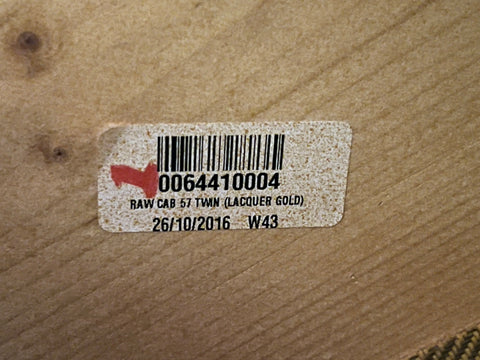 0064410004
RAW CAB 57 TWIN (LACQUER GOLD)
26/10/2016 W43